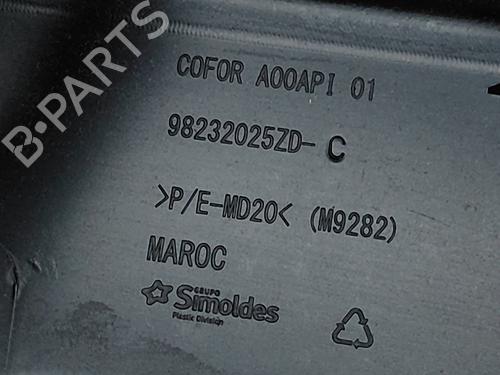 B-PARTS
COFOR A00API 01
98232025ZD- C
>P/E-MD20< (M9282)
MAROC
GRUPO
Simoldes
Plastic Division